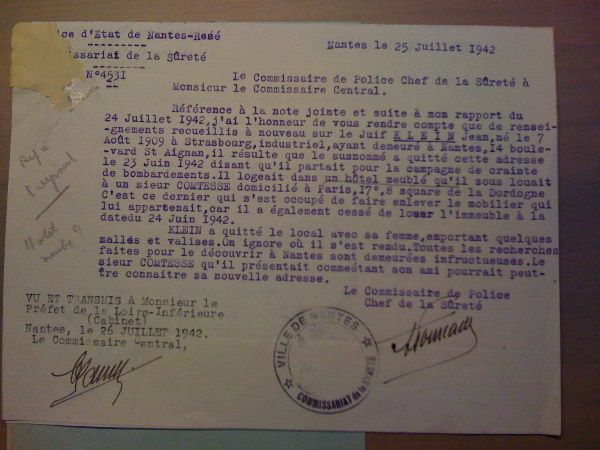 ice d'Etat de Nantes-René
Nantes le 25 Juillet 1942
ssariat de la Sûreté
N°4531
Le Commissaire de Police Chef de la Sûreté à
Monsieur le Commissaire Central.
Référence à la note jointe et suite à mon rapport du
24 Juillet 1942,j'ai l'honneur de vous rendre compte que de rensei-
gnements recueillis à nouveau sur le Juif K L E I N Jean,né le 7
Août 1909 à Strasbourg,industriel,ayant demeuré à Nantes,14 boule-
vard St Aignan,il résulte que le susnommé a quitté cette adresse
le 23 Juin 1942 disant qu'il partait pour la campagne de crainte
de bombardements.Il logeait dans un hôtel meublé qu'il sous louait
à un sieur COMTESSE domicilié à Paris,17°,8 square de la Dordogne
C'est ce dernier qui s'est occupé de faire enlever le mobilier qui
lui appartenait,car il a également cessé de louer l'immeuble à la
datedu 24 Juin 1942.
KLEIN a quitté le local avec sa femme,emportant quelques
malles et valises.On ignore où il s'est rendu.Toutes les recherches
faites pour le découvrir à Nantes sont demeurées infructueuses.Le
sieur COMTESSE qu'il présentait comme étant son ami pourrait peut-
être connaitre sa nouvelle adresse.
Le Commissaire de Police
Chef de la Sûreté
VU ET TRANSMIS à Monsieur le
Préfet de la Loire-Inférieure
(Cabinet)
Nantes, le 26 JUILLET 1942.
Le Commissaire Central,
VILLE DE NANTES
COMMISSARIAT de la SÛRETÉ